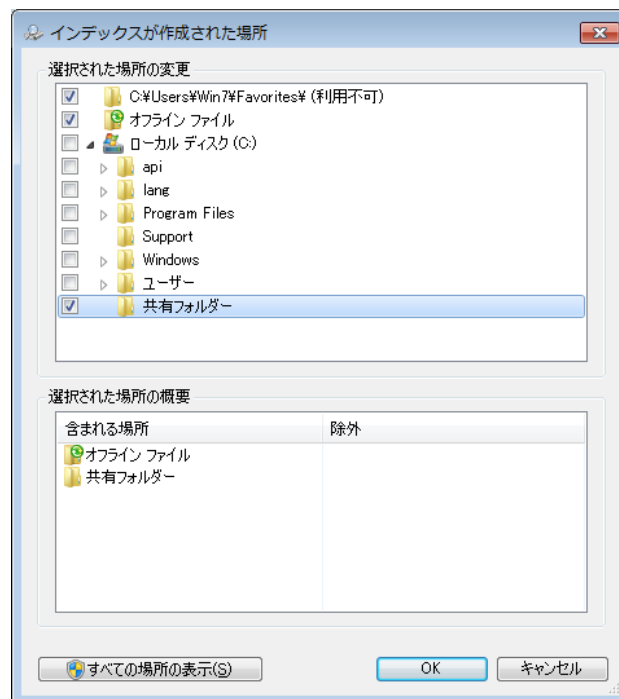 インデックスが作成された場所
選択された場所の変更
C:¥Users¥Win7¥Favorites¥ (利用不可)
オフライン ファイル
ローカル ディスク (C:)
api
lang
Program Files
Support
Windows
ユーザー
共有フォルダー
選択された場所の概要
含まれる場所 除外
オフライン ファイル
共有フォルダー
すべての場所の表示(S) OK キャンセル